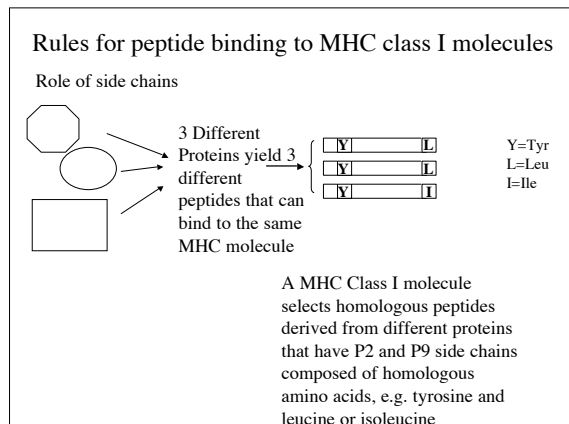 Rules for peptide binding to MHC class I molecules
Role of side chains
3 Different
Proteins yield 3
different
peptides that can
bind to the same
MHC molecule
Y L
Y L
Y I
Y=Tyr
L=Leu
I=Ile
A MHC Class I molecule
selects homologous peptides
derived from different proteins
that have P2 and P9 side chains
composed of homologous
amino acids, e.g. tyrosine and
leucine or isoleucine